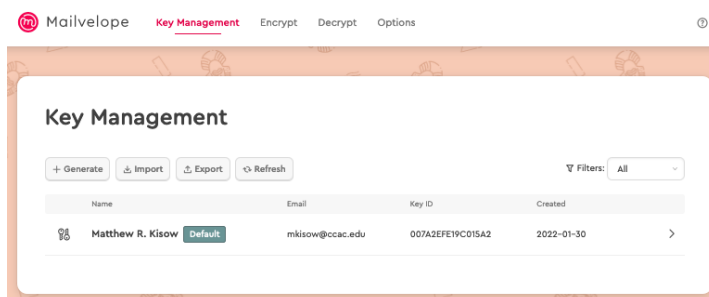 Mailvelope Key Management Encrypt Decrypt Options
Key Management
+ Generate Import Export Refresh Filters: All
Name Email Key ID Created
Matthew R. Kisow Default mkisow@ccac.edu 007A2EFE19C015A2 2022-01-30